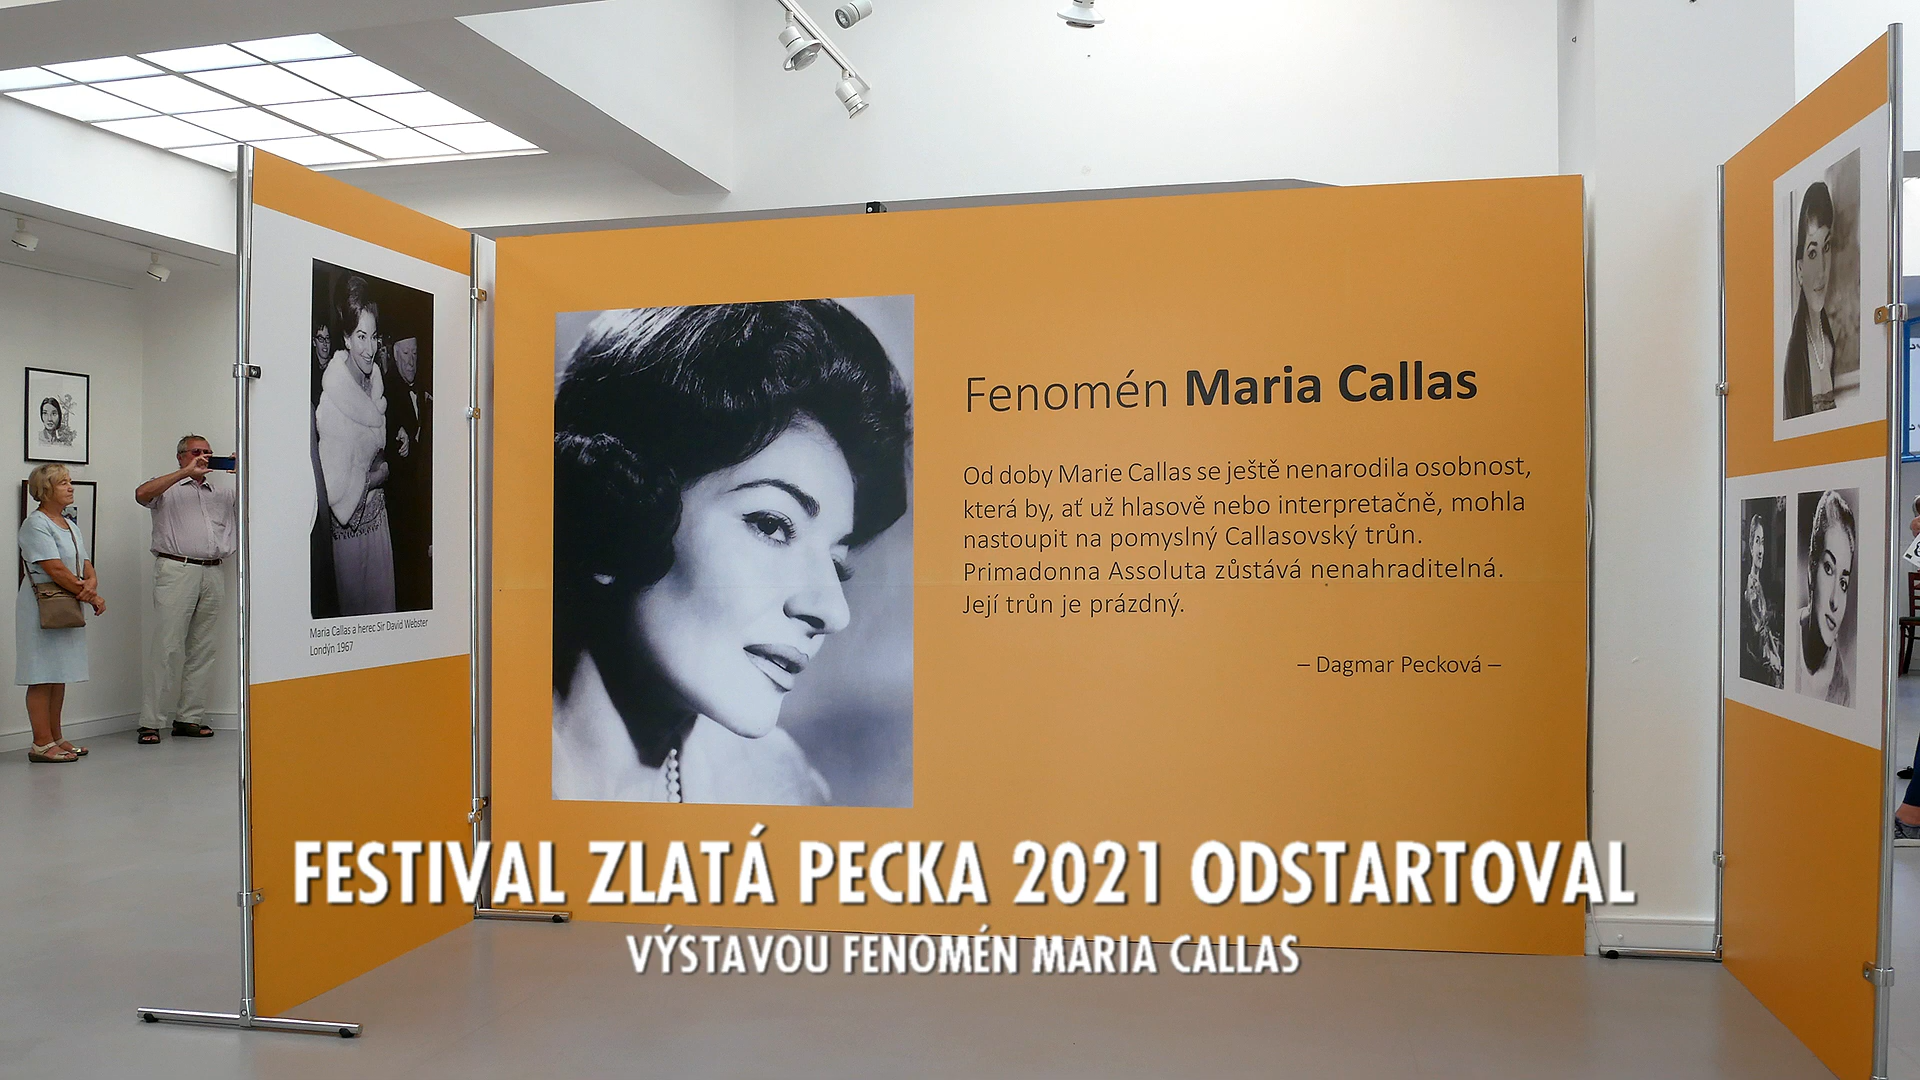 Maria Callas a herec Sir David Webster
Londýn 1967
Fenomén Maria Callas
Od doby Marie Callas se ještě nenarodila osobnost,
která by, ať už hlasově nebo interpretačně, mohla
nastoupit na pomyslný Callasovský trůn.
Primadonna Assoluta zůstává nenahraditelná.
Její trůn je prázdný.
– Dagmar Pecková –
FESTIVAL ZLATÁ PECKA 2021 ODSTARTOVAL
VÝSTAVOU FENOMÉN MARIA CALLAS